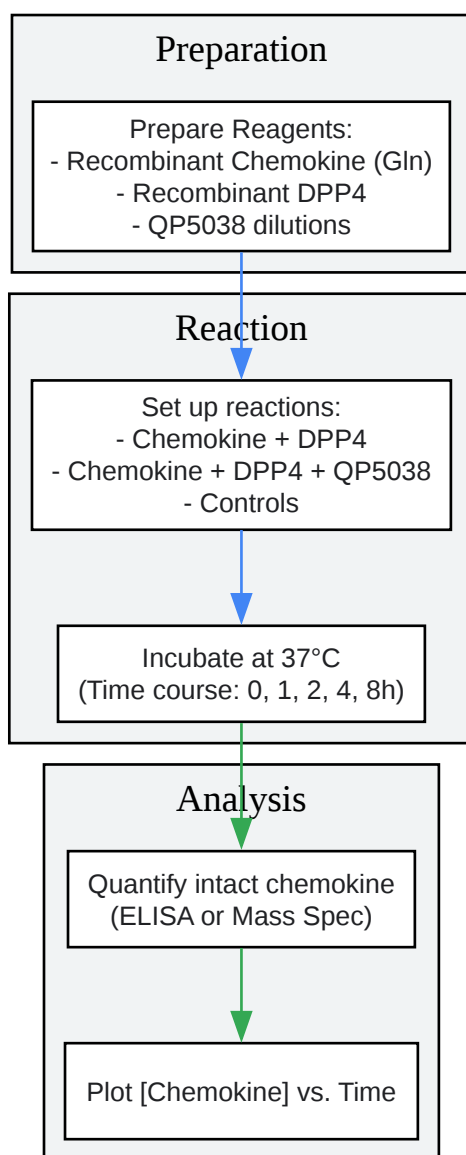 Preparation
Prepare Reagents:
- Recombinant Chemokine (Gln)
- Recombinant DPP4
- QP5038 dilutions
Reaction
Set up reactions:
- Chemokine + DPP4
- Chemokine + DPP4 + QP5038
- Controls
Incubate at 37°C
(Time course: 0, 1, 2, 4, 8h)
Analysis
Quantify intact chemokine
(ELISA or Mass Spec)
Plot [Chemokine] vs. Time